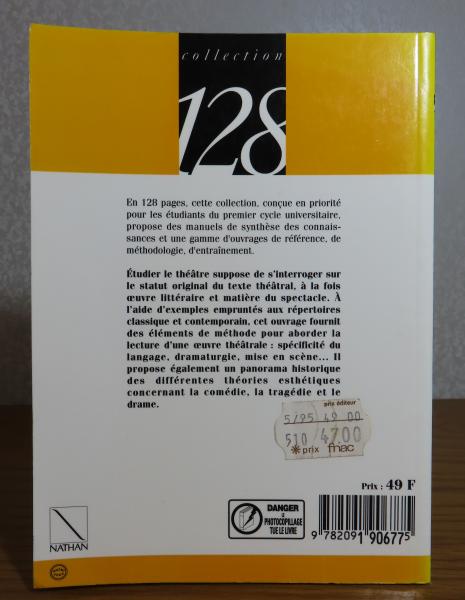 collection
128
En 128 pages, cette collection, conçue en priorité
pour les étudiants du premier cycle universitaire,
propose des manuels de synthèse des connais-
sances et une gamme d'ouvrages de référence, de
méthodologie, d'entraînement.
Étudier le théâtre suppose de s'interroger sur
le statut original du texte théâtral, à la fois
œuvre littéraire et matière du spectacle. À
l'aide d'exemples empruntés aux répertoires
classique et contemporain, cet ouvrage fournit
des éléments de méthode pour aborder la
lecture d'une œuvre théâtrale : spécificité du
langage, dramaturgie, mise en scène... Il
propose également un panorama historique
des différentes théories esthétiques
concernant la comédie, la tragédie et le
drame.
prix éditeur
5/95 49 00
510 47.00
prix fnac
Prix : 49 F
DANGER
LE
PHOTOCOPILLAGE
TUE LE LIVRE
9 782091 906775
NATHAN